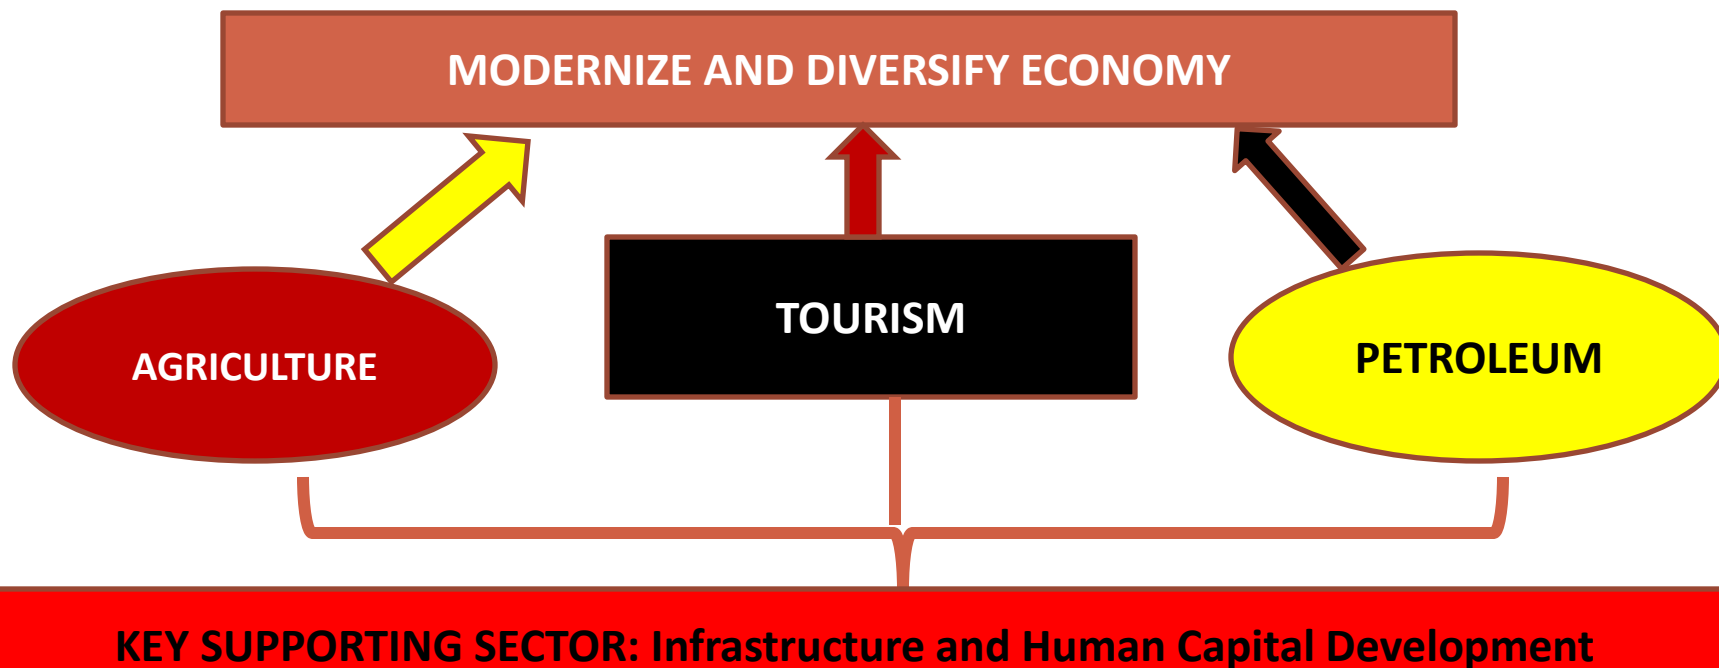 MODERNIZE AND DIVERSIFY ECONOMY
AGRICULTURE
TOURISM
PETROLEUM
KEY SUPPORTING SECTOR: Infrastructure and Human Capital Development